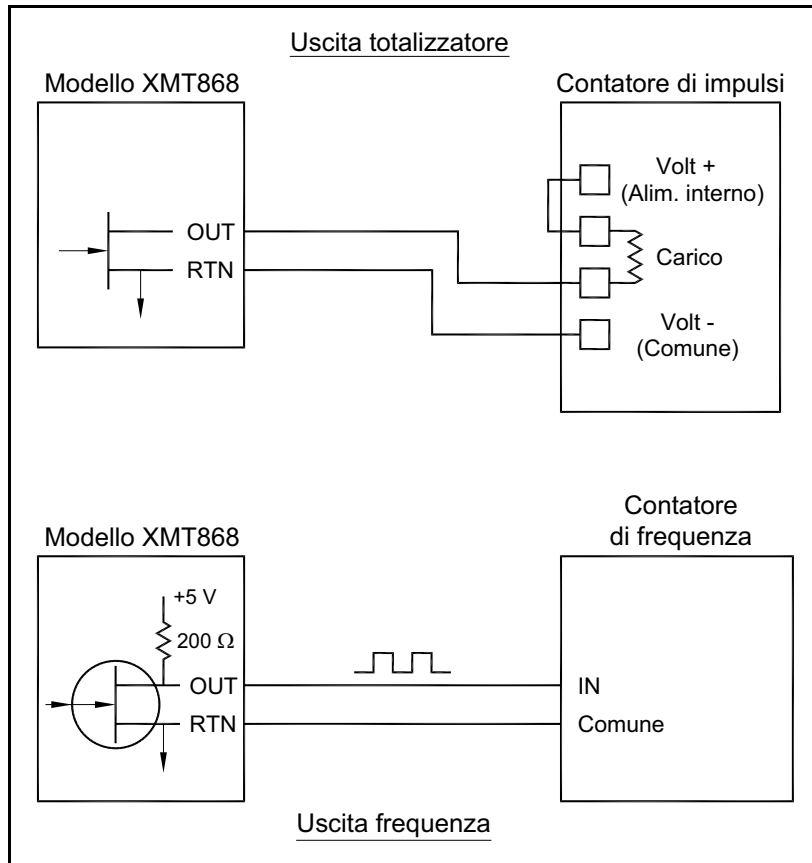 Uscita totalizzatore
Modello XMT868
Contatore di impulsi
Volt +
(Alim. interno)
OUT
RTN
Carico
Volt -
(Comune)
Modello XMT868
Contatore
di frequenza
+5 V
200 Ω
OUT
RTN
IN
Comune
Uscita frequenza